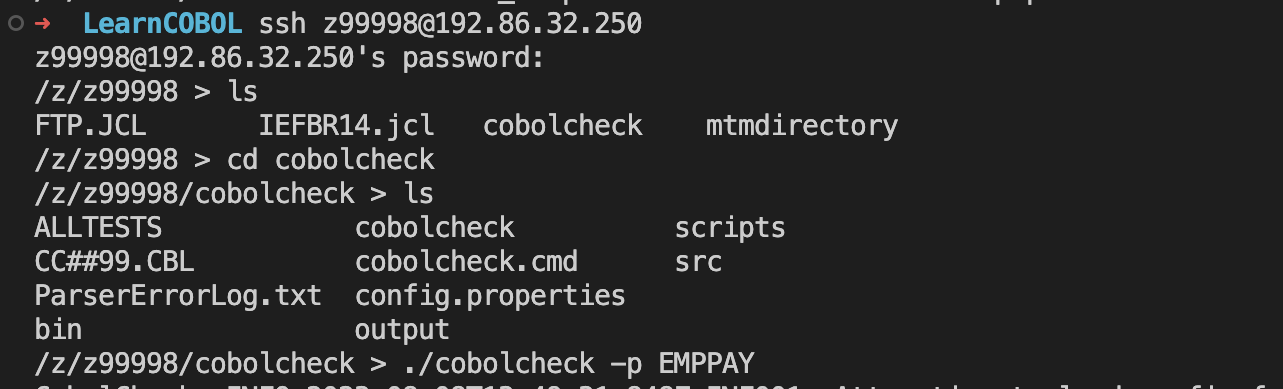 ➜ LearnCOBOL ssh z99998@192.86.32.250
z99998@192.86.32.250's password:
/z/z99998 > ls
FTP.JCL IEFBR14.jcl cobolcheck mtmdirectory
/z/z99998 > cd cobolcheck
/z/z99998/cobolcheck > ls
ALLTESTS cobolcheck scripts
CC##99.CBL cobolcheck.cmd src
ParserErrorLog.txt config.properties
bin output
/z/z99998/cobolcheck > ./cobolcheck -p EMPPAY